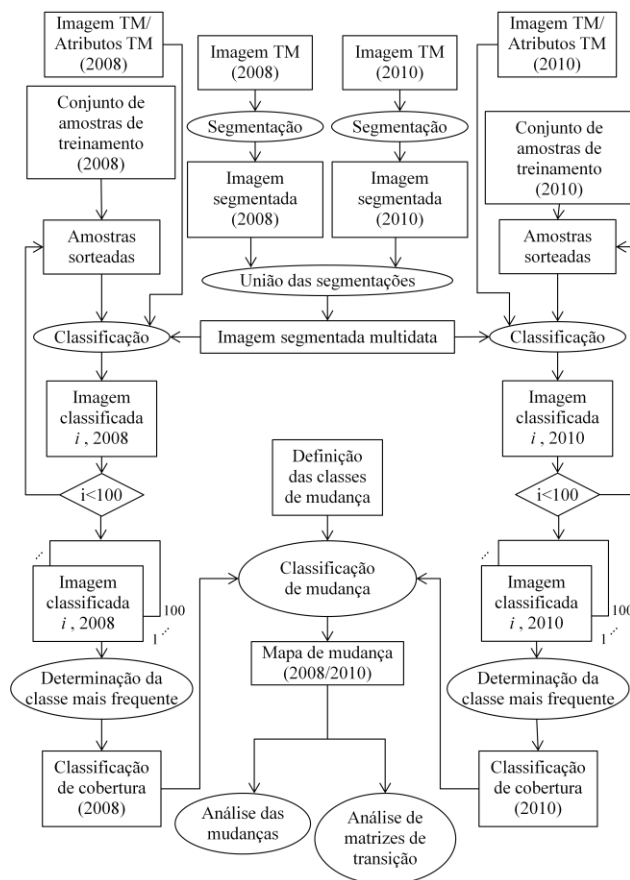 Imagem TM/
Atributos TM
(2008)
Imagem TM
(2008)
Imagem TM
(2010)
Imagem TM/
Atributos TM
(2010)
Conjunto de
amostras de
treinamento
(2008)
Segmentação
Segmentação
Conjunto de
amostras de
treinamento
(2010)
Imagem
segmentada
(2008)
Imagem
segmentada
(2010)
Amostras
sorteadas
Amostras
sorteadas
União das segmentações
Classificação
Imagem segmentada multidata
Classificação
Imagem
classificada
i , 2008
Imagem
classificada
i , 2010
Definição
das classes
de mudança
i<100
i<100
Classificação
de mudança
Imagem
classificada
i , 2008
100
1
Imagem
classificada
i , 2010
100
1
Mapa de mudança
(2008/2010)
Determinação da
classe mais frequente
Determinação da
classe mais frequente
Classificação
de cobertura
(2008)
Análise das
mudanças
Análise de
matrizes de
transição
Classificação
de cobertura
(2010)